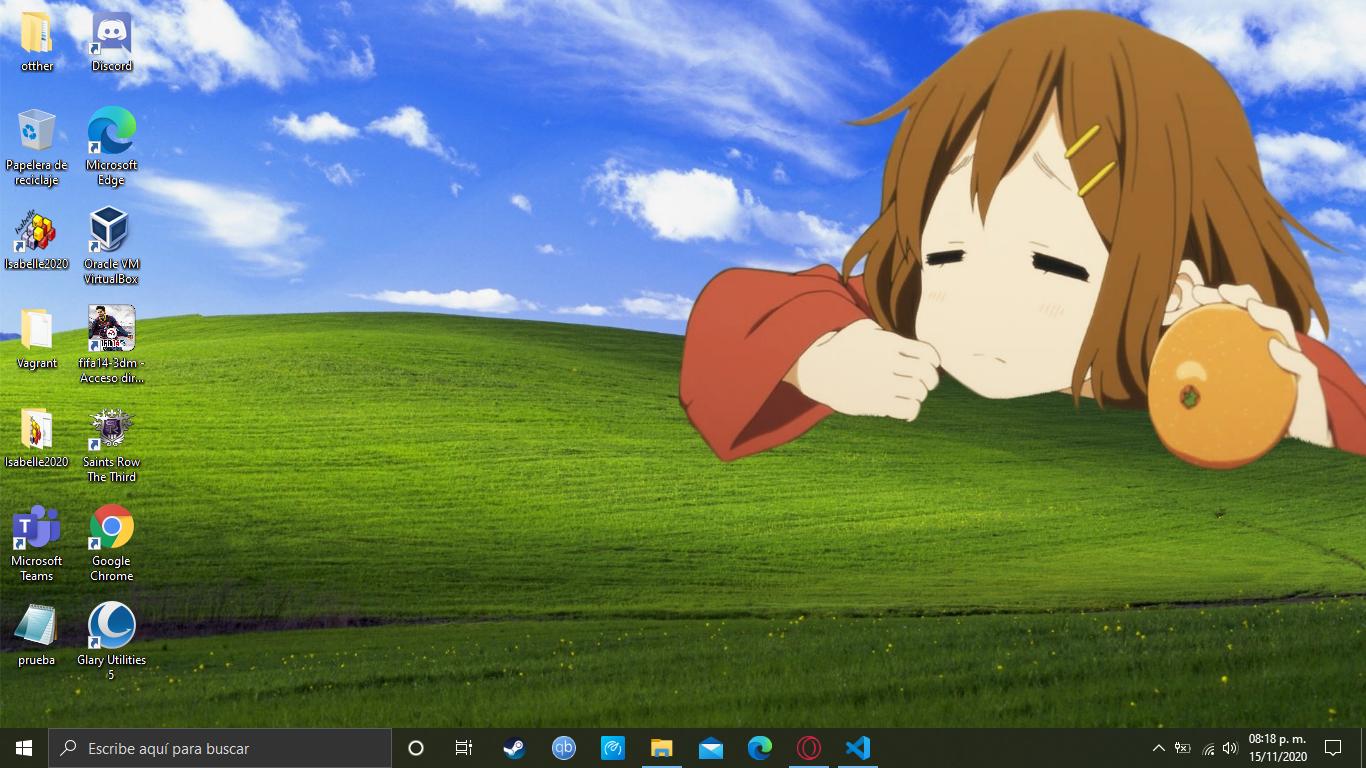 otther
Discord
Papelera de
reciclaje
Microsoft
Edge
Isabelle2020
Oracle VM
VirtualBox
Vagrant
fifa14-3dm -
Acceso dir...
Isabelle2020
Saints Row
The Third
Microsoft
Teams
Google
Chrome
prueba
Glary Utilities
5
Escribe aquí para buscar
qb
08:18 p. m.
15/11/2020